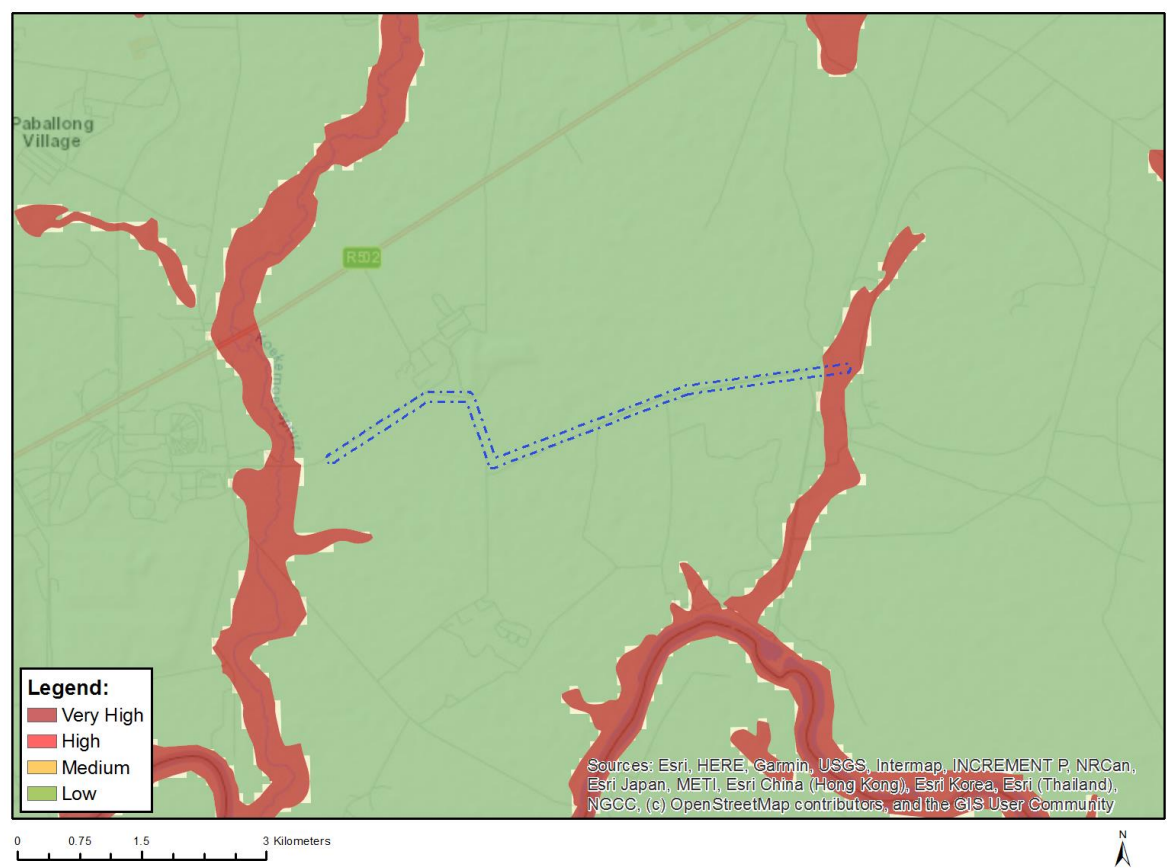 Paballong
Village
R502
Legend:
Very High
High
Medium
Low
Sources: Esri, HERE, Garmin, USGS, Intermap, INCREMENT P, NRCan,
Esri Japan, METI, Esri China (Hong Kong), Esri Korea, Esri (Thailand),
NGCC, (c) OpenStreetMap contributors, and the GIS User Community
0 0.75 1.5 3 Kilometers
N